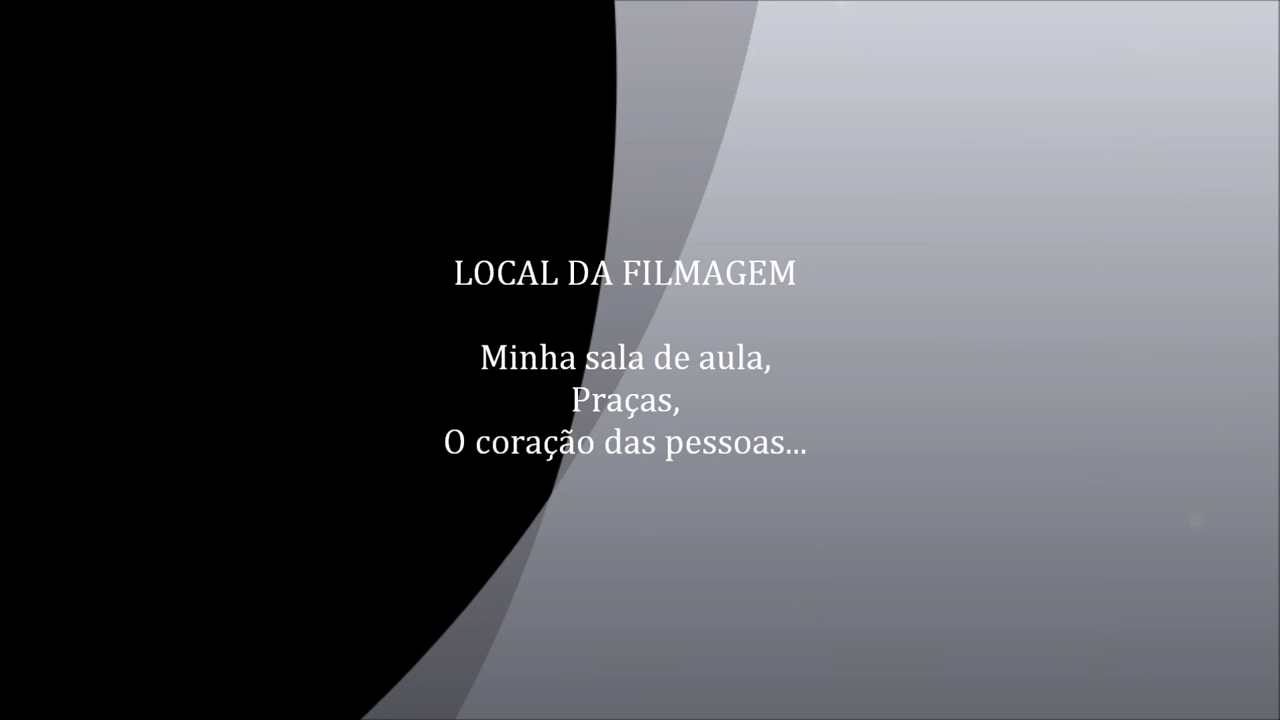 LOCAL DA FILMAGEM
Minha sala de aula,
Praças,
O coração das pessoas...